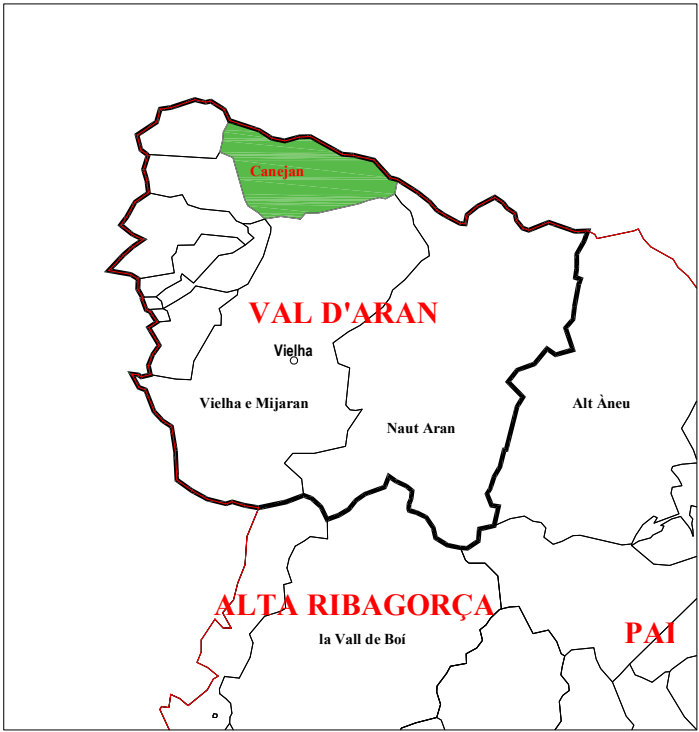 Canejan
VAL D'ARAN
Vielha
Vielha e Mijaran
Alt Àneu
Naut Aran
ALTA RIBAGORÇA
la Vall de Boí
PAI